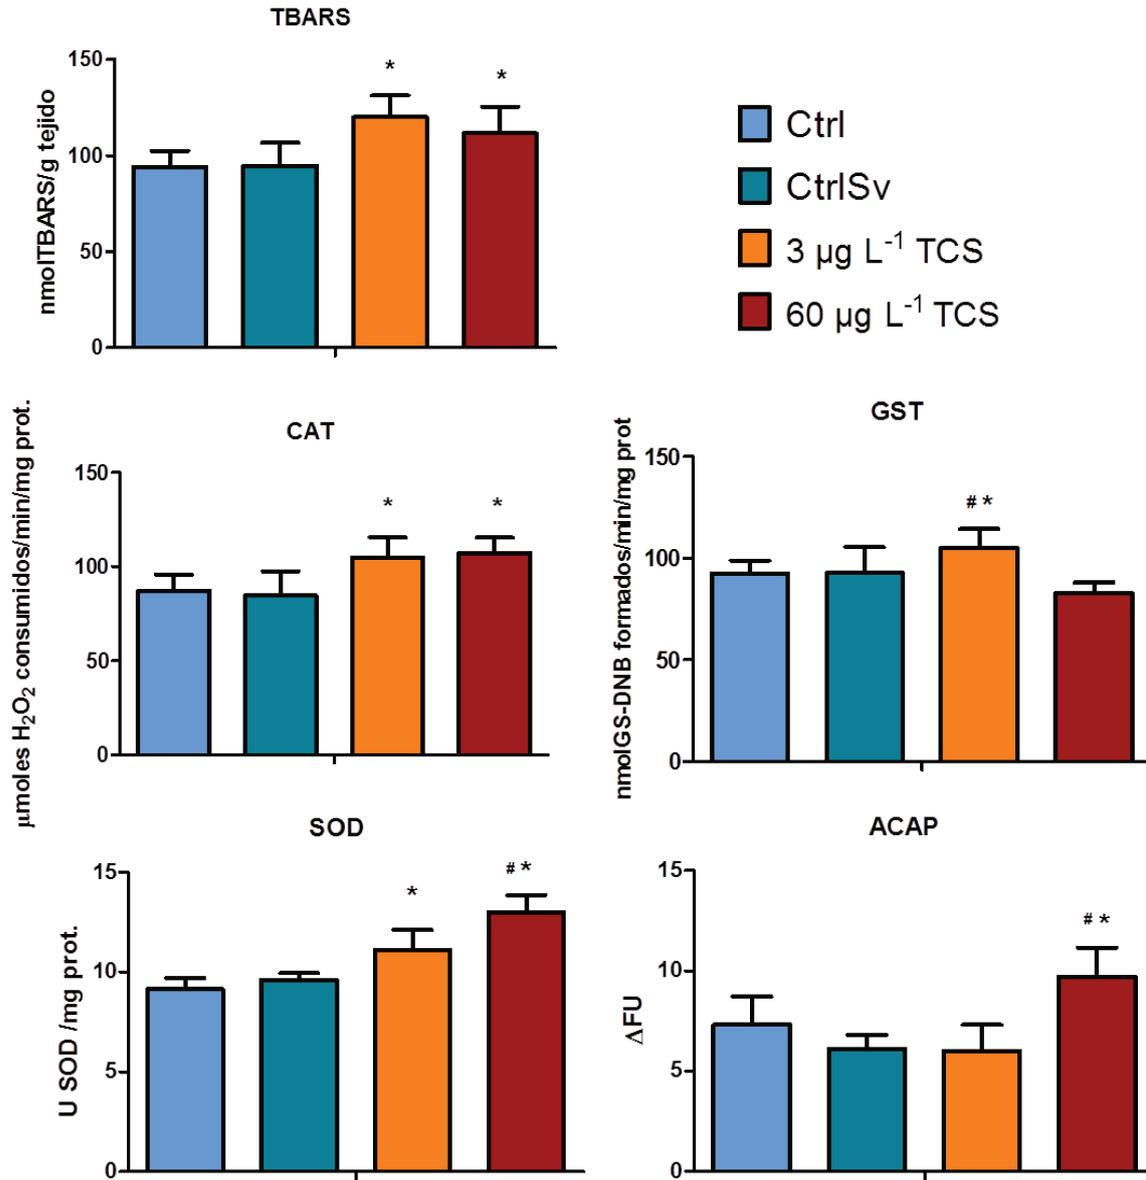 TBARS
nmolTBARS/g tejido
150
100
50
0
*
*
Ctrl
CtrlSv
3 µg L⁻¹ TCS
60 µg L⁻¹ TCS
CAT
µmoles H₂O₂ consumidos/min/mg prot.
150
100
50
0
*
*
GST
nmolGS-DNB formados/min/mg prot
150
100
50
0
# *
SOD
U SOD /mg prot.
15
10
5
0
*
# *
ACAP
ΔFU
15
10
5
0
# *